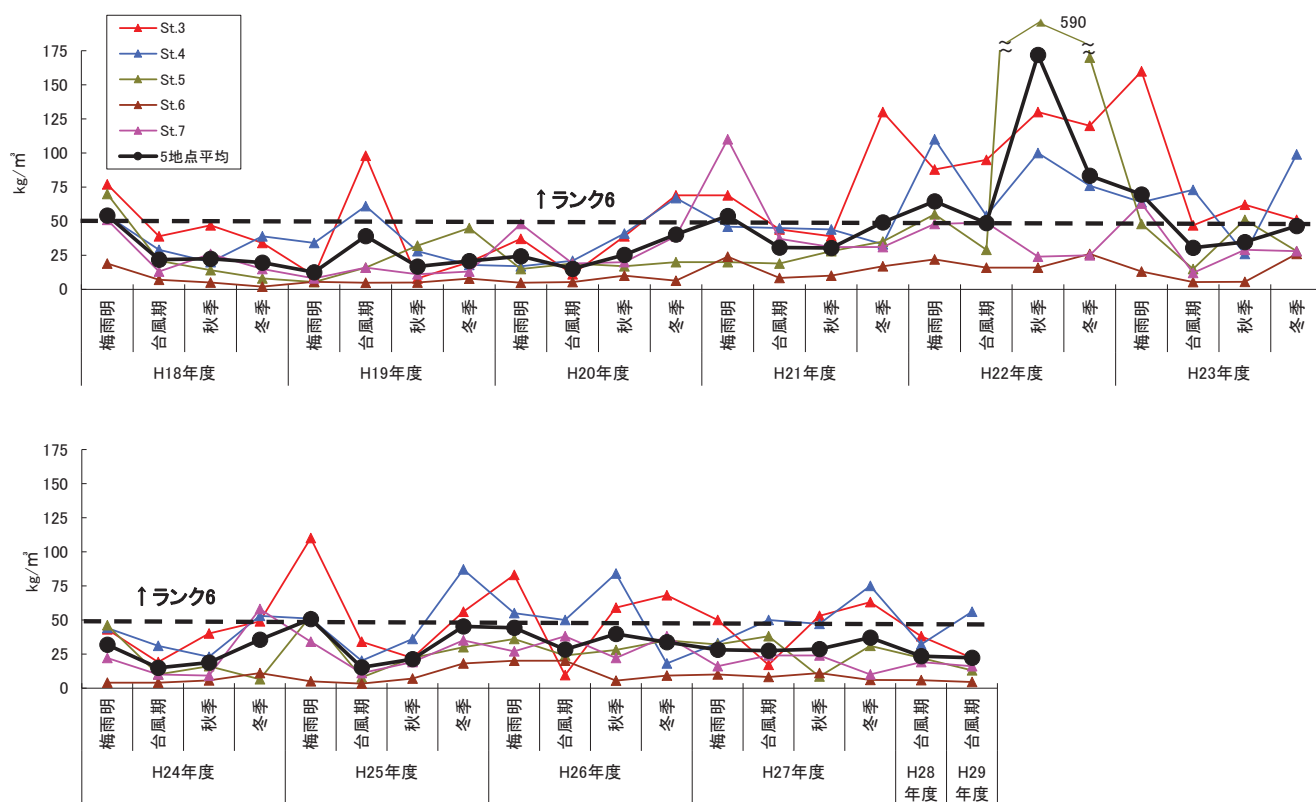 St.3
St.4
St.5
St.6
St.7
5地点平均
590
≈
≈
kg/m³
175
150
125
100
75
50
25
0
↑ランク6
梅雨明
台風期
秋季
冬季
梅雨明
台風期
秋季
冬季
梅雨明
台風期
秋季
冬季
梅雨明
台風期
秋季
冬季
梅雨明
台風期
秋季
冬季
梅雨明
台風期
秋季
冬季
H18年度
H19年度
H20年度
H21年度
H22年度
H23年度
kg/m³
175
150
125
100
75
50
25
0
↑ランク6
梅雨明
台風期
秋季
冬季
梅雨明
台風期
秋季
冬季
梅雨明
台風期
秋季
冬季
梅雨明
台風期
秋季
冬季
台風期
台風期
H24年度
H25年度
H26年度
H27年度
H28
年度
H29
年度